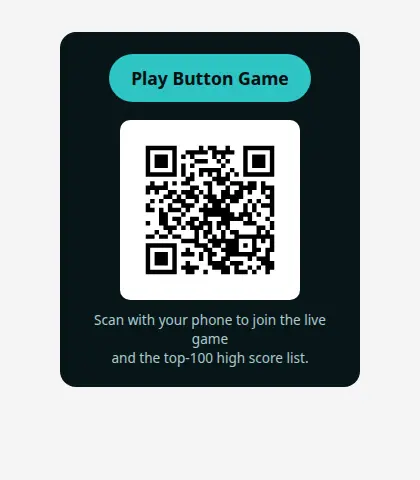 Play Button Game
Scan with your phone to join the live
game
and the top-100 high score list.